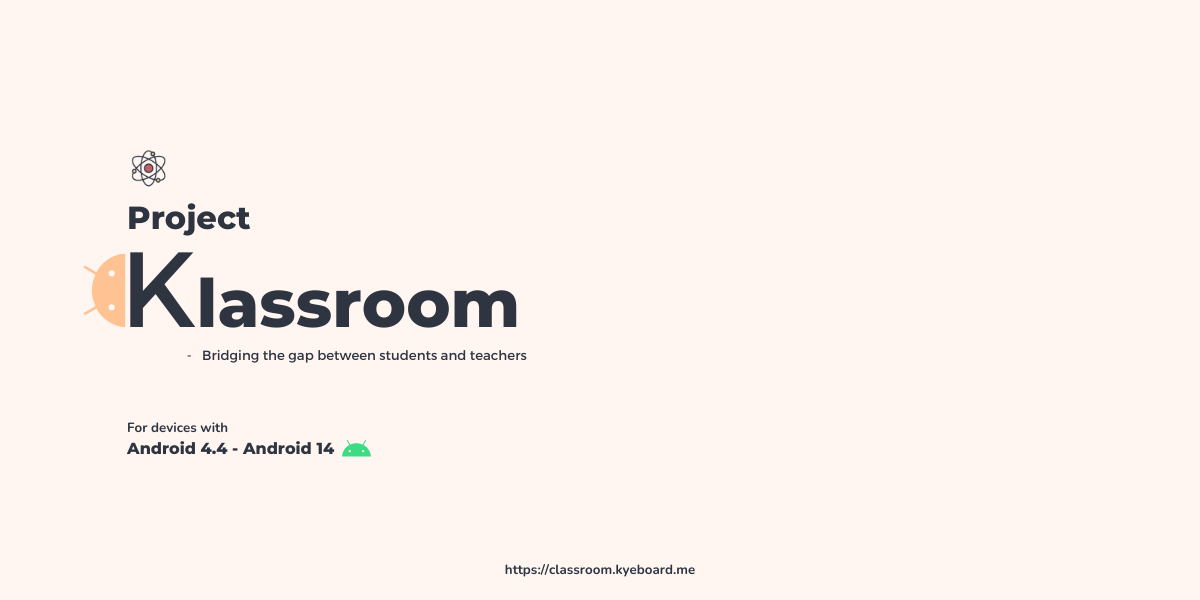 Project
Klassroom
- Bridging the gap between students and teachers
For devices with
Android 4.4 - Android 14
https://classroom.kyeboard.me